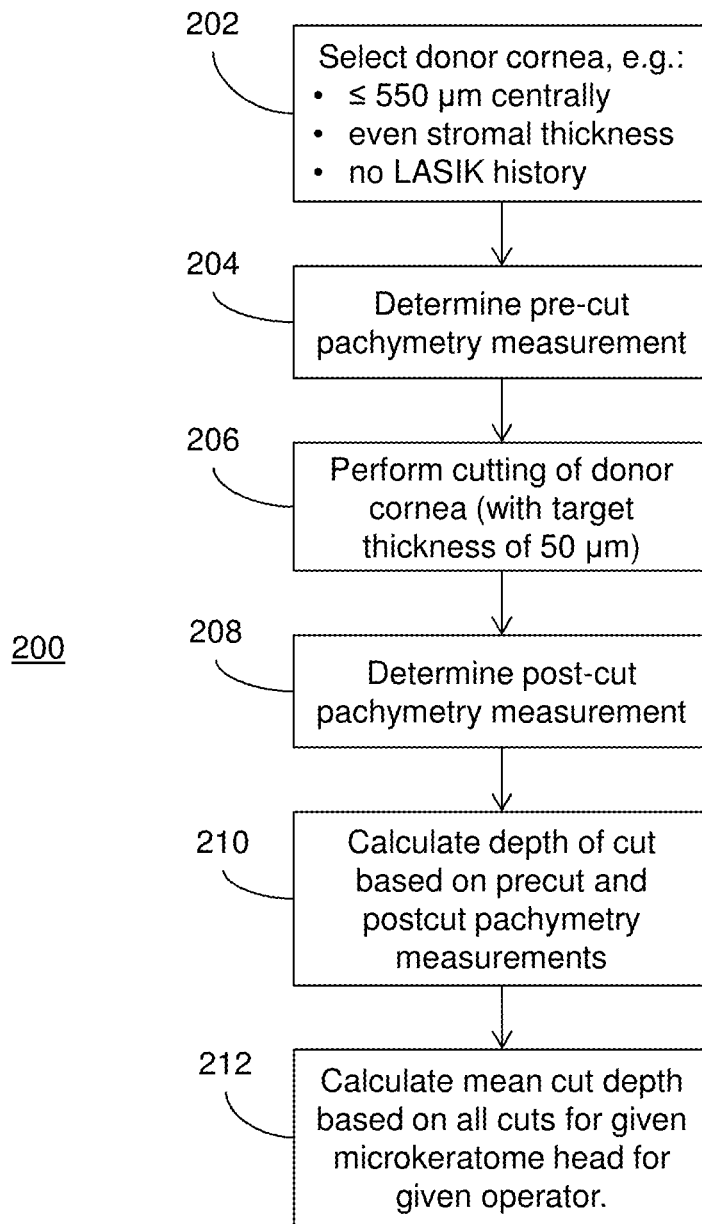 202
Select donor cornea, e.g.:
• ≤ 550 µm centrally
• even stromal thickness
• no LASIK history
204
Determine pre-cut
pachymetry measurement
206
Perform cutting of donor
cornea (with target
thickness of 50 µm)
200
208
Determine post-cut
pachymetry measurement
210
Calculate depth of cut
based on precut and
postcut pachymetry
measurements
212
Calculate mean cut depth
based on all cuts for given
microkeratome head for
given operator.